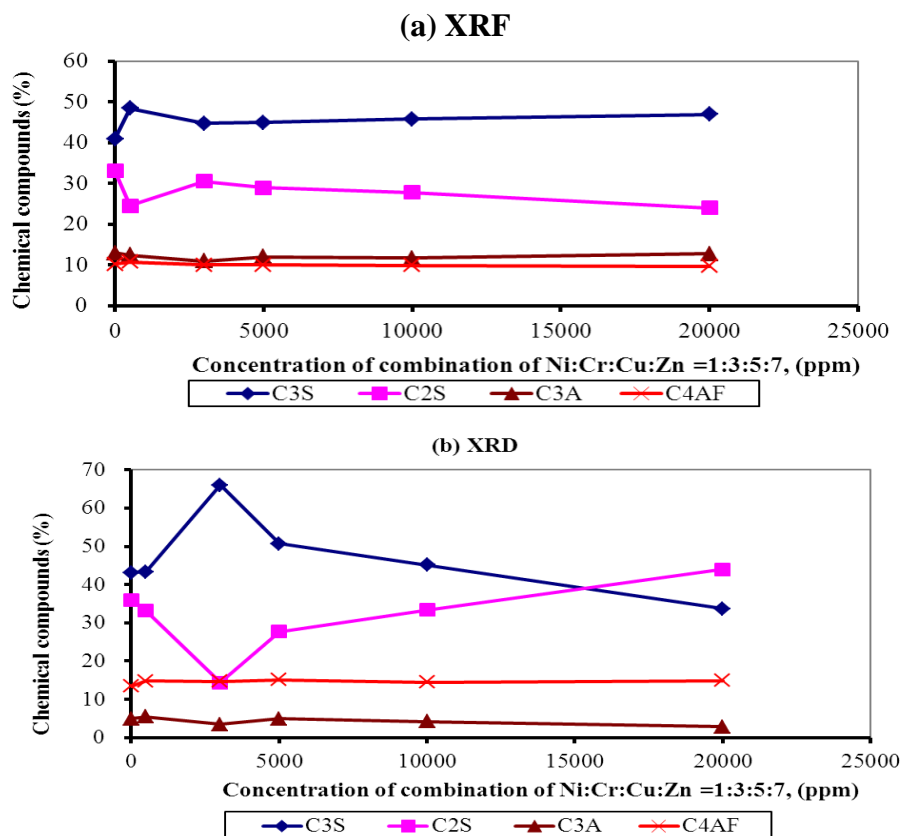 (a) XRF
60
50
40
30
20
10
0
Chemical compounds (%)
0 5000 10000 15000 20000 25000
Concentration of combination of Ni:Cr:Cu:Zn =1:3:5:7, (ppm)
C3S C2S C3A C4AF
(b) XRD
70
60
50
40
30
20
10
0
Chemical compounds (%)
0 5000 10000 15000 20000 25000
Concentration of combination of Ni:Cr:Cu:Zn =1:3:5:7, (ppm)
C3S C2S C3A C4AF